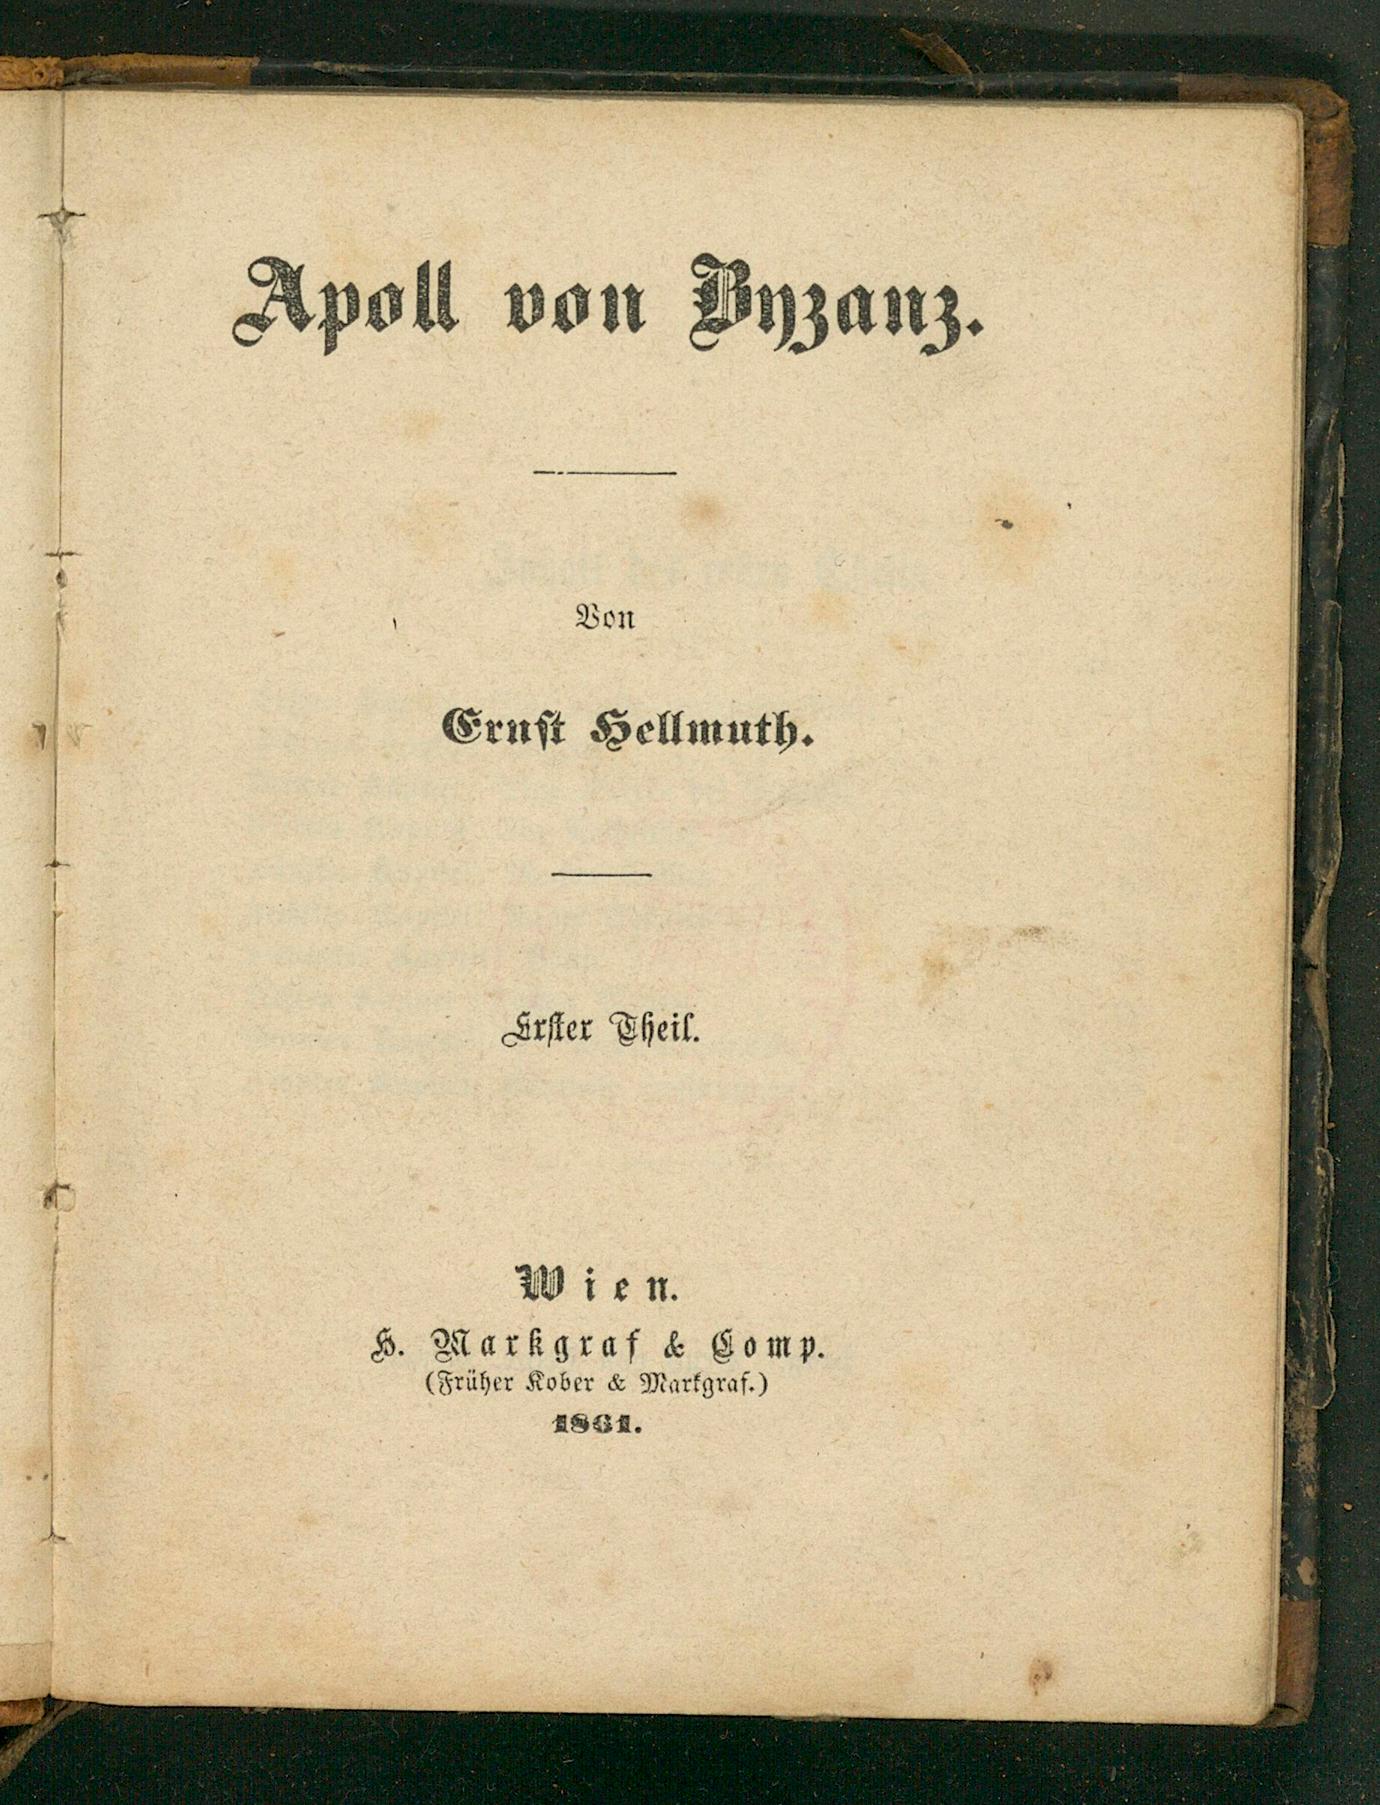 Apoll von Byzanz.
Von
Ernst Hellmuth.
Erster Theil.
Wien.
H. Markgraf & Comp.
(Früher Kober & Markgraf.)
1861.